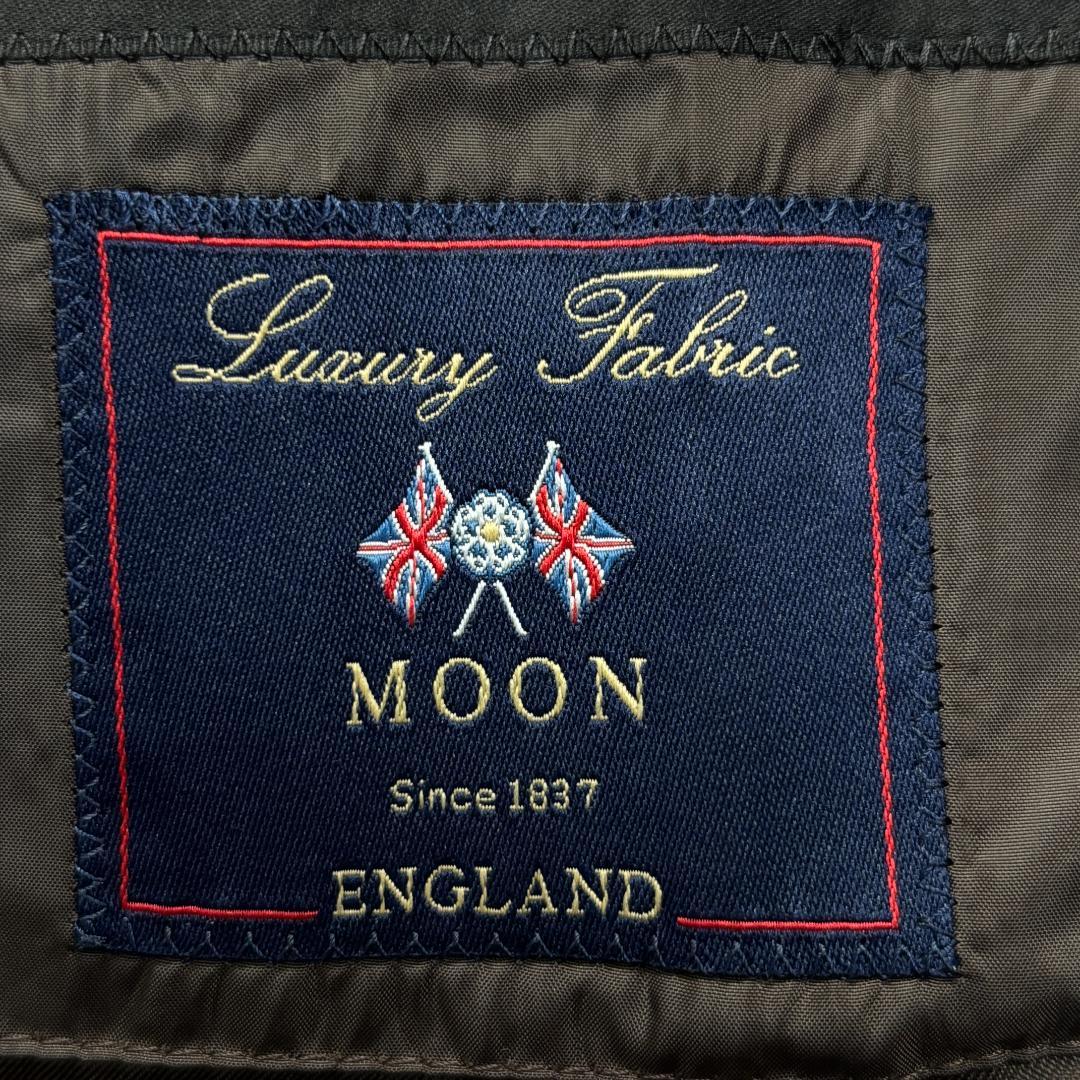 Luxury Fabric
MOON
Since 1837
ENGLAND